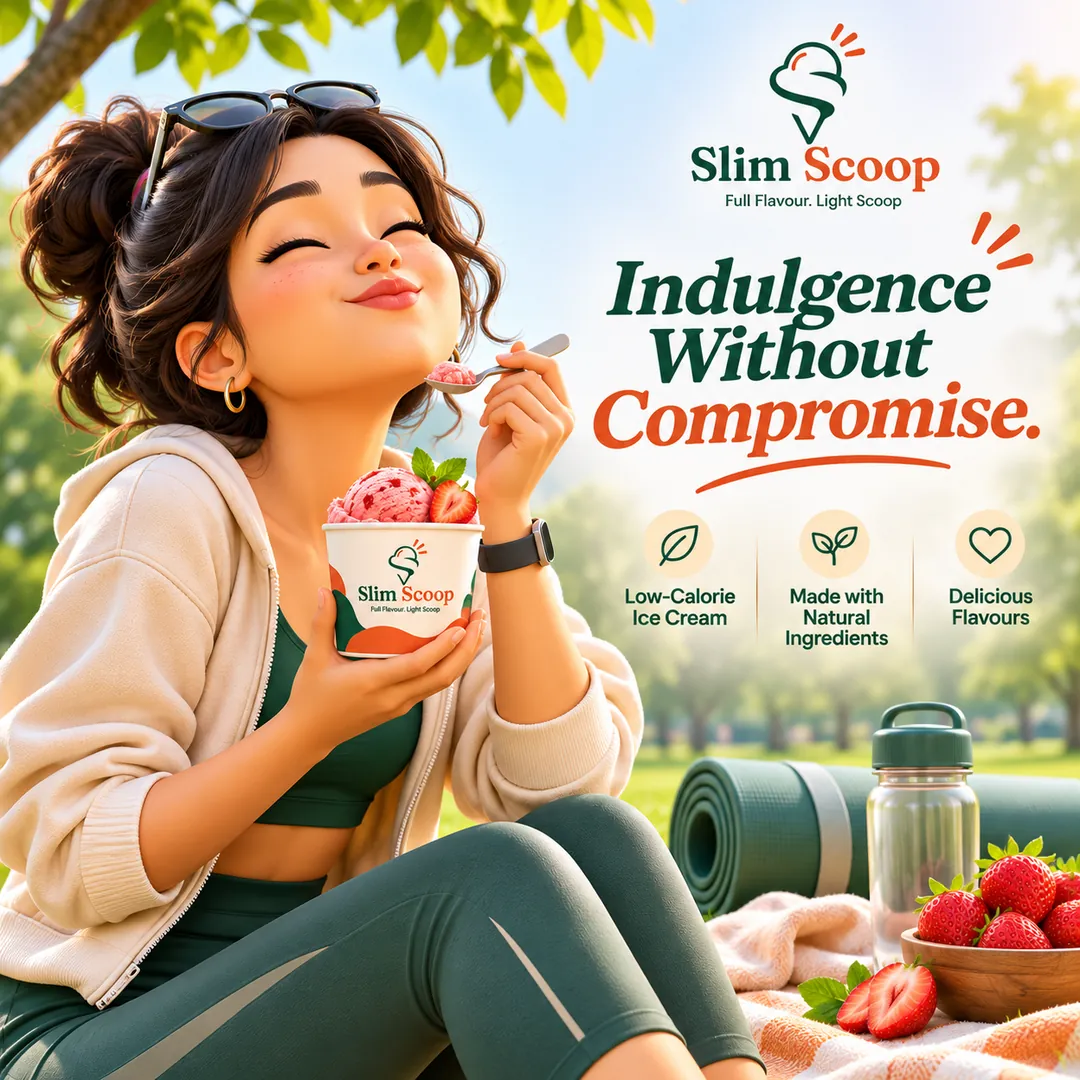 Slim Scoop
Full Flavour. Light Scoop
Indulgence
Without
Compromise.
Low-Calorie
Ice Cream
Made with
Natural
Ingredients
Delicious
Flavours
Slim Scoop
Full Flavour. Light Scoop